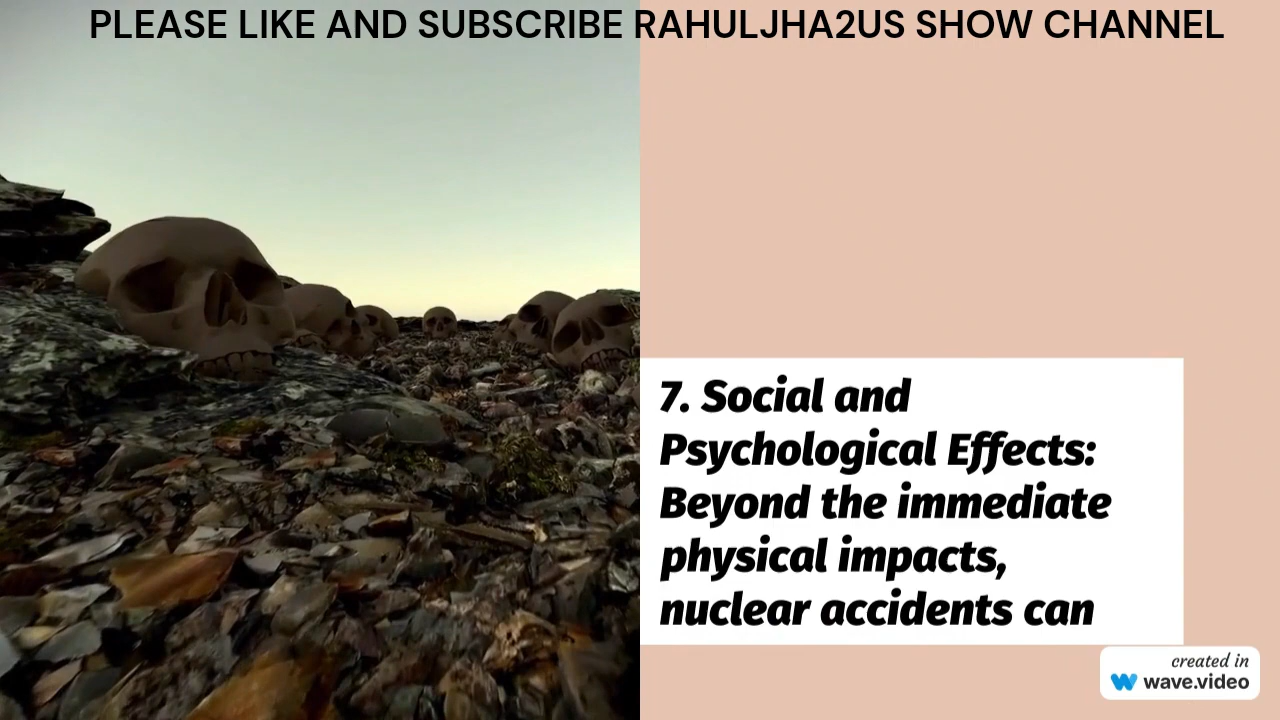 PLEASE LIKE AND SUBSCRIBE RAHULJHA2US SHOW CHANNEL
7. Social and
Psychological Effects:
Beyond the immediate
physical impacts,
nuclear accidents can
created in
wave.video